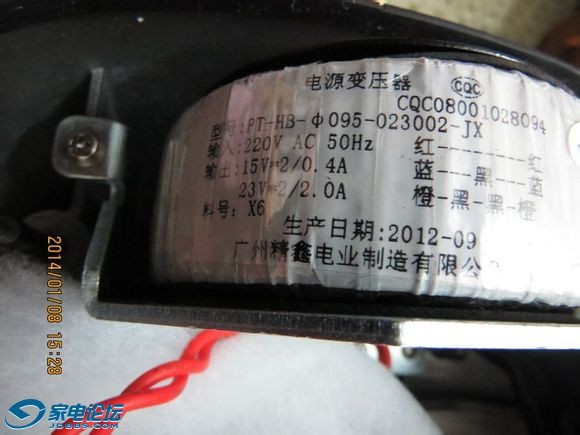 电源变压器
CQC
CQC08001028094
型号:PT-HB-Φ095-023002-JX
输入:220V AC 50Hz 红--------红
输出:15V*2/0.4A 蓝---黑---蓝
23V*2/2.0A 橙-黑-黑-橙
料号: X6
生产日期:2012-09
广州精鑫电业制造有限公
2014/01/08 15:28
家电论坛
JDBBS.COM